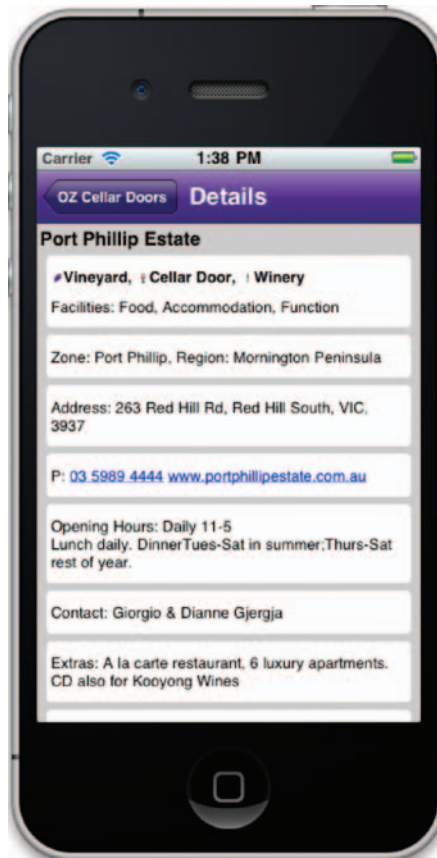 Carrier 1:38 PM
OZ Cellar Doors Details
Port Phillip Estate
Vineyard, Cellar Door, Winery
Facilities: Food, Accommodation, Function
Zone: Port Phillip, Region: Mornington Peninsula
Address: 263 Red Hill Rd, Red Hill South, VIC,
3937
P: 03 5989 4444 www.portphillipestate.com.au
Opening Hours: Daily 11-5
Lunch daily. DinnerTues-Sat in summer;Thurs-Sat
rest of year.
Contact: Giorgio & Dianne Gjergja
Extras: A la carte restaurant, 6 luxury apartments.
CD also for Kooyong Wines